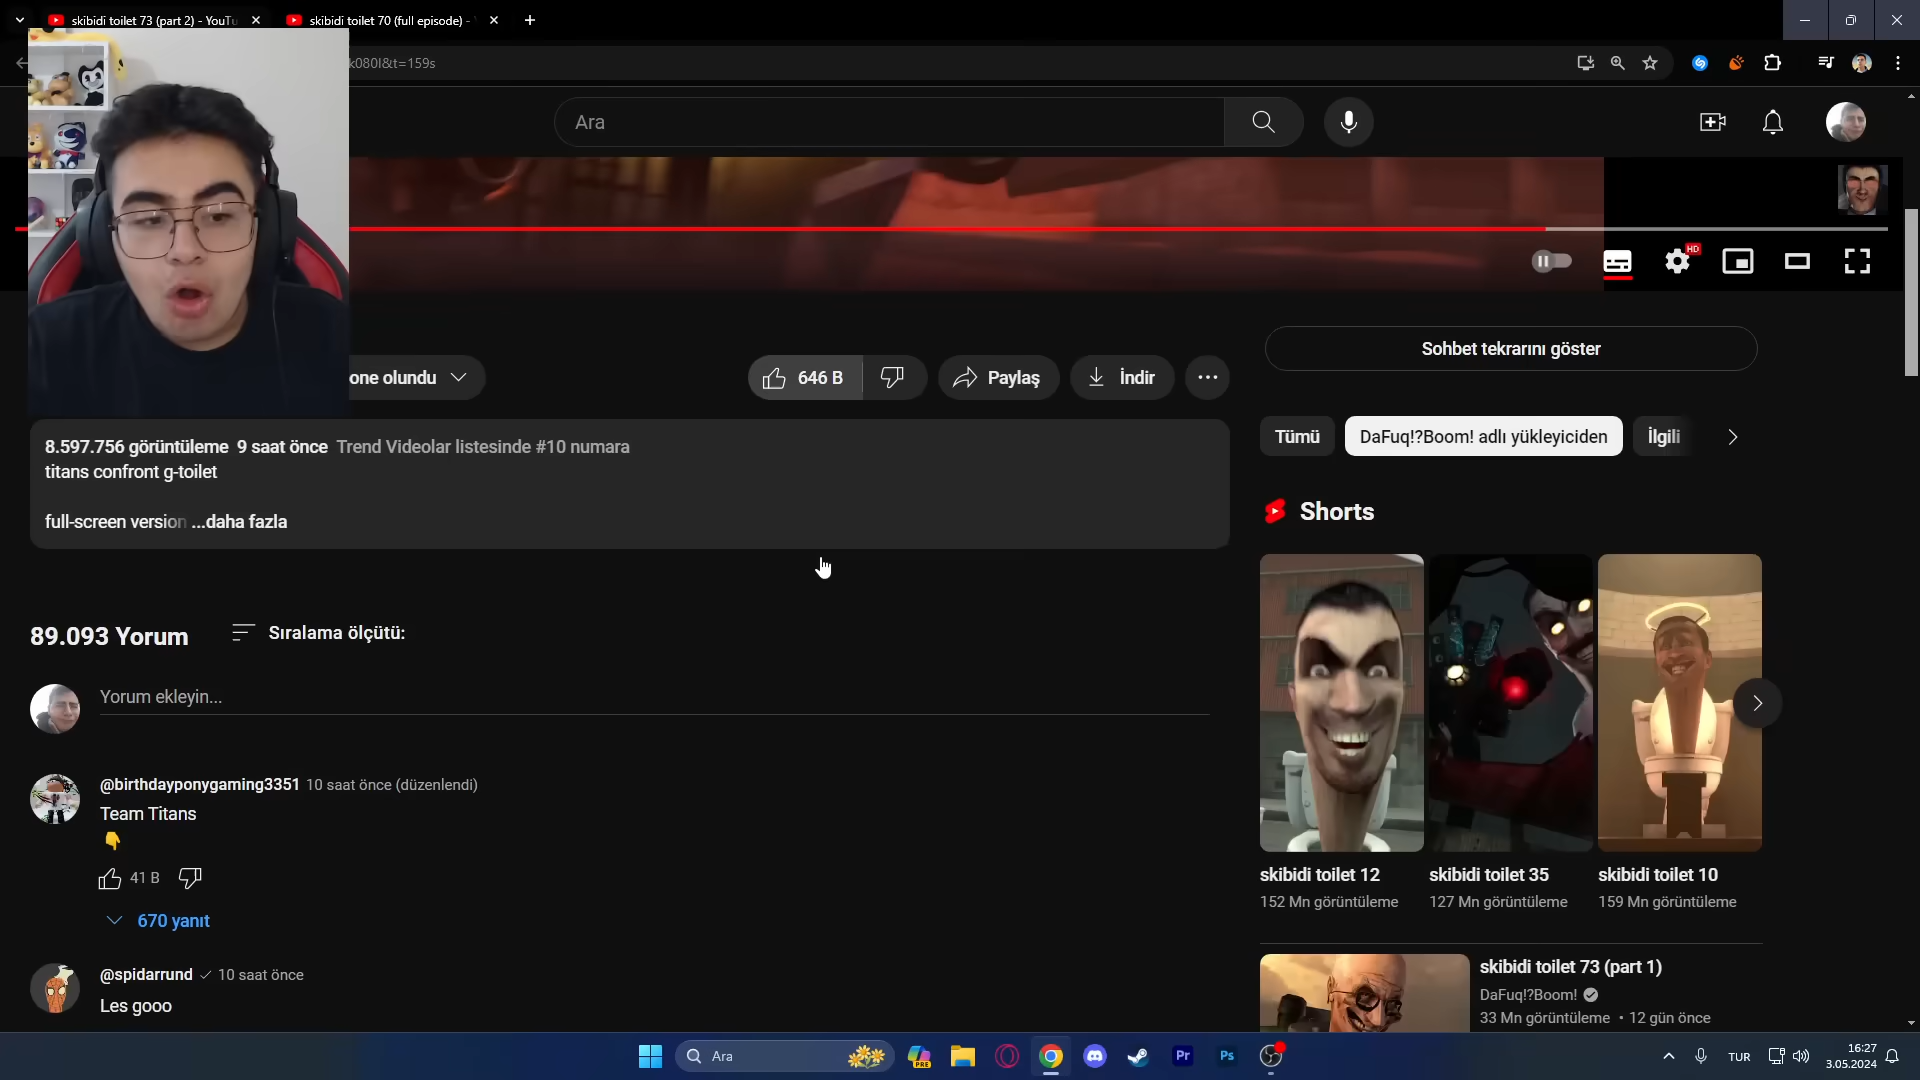 skibidi toilet 73 (part 2) - YouTu
skibidi toilet 70 (full episode) -
k080I&t=159s
Ara
HD
one olundu
646 B
Paylaş
İndir
Sohbet tekrarını göster
8.597.756 görüntüleme 9 saat önce Trend Videolar listesinde #10 numara
titans confront g-toilet
full-screen version ...daha fazla
Tümü
DaFuq!?Boom! adlı yükleyiciden
İlgili
Shorts
89.093 Yorum
Sıralama ölçütü:
Yorum ekleyin...
@birthdayponygaming3351 10 saat önce (düzenlendi)
Team Titans
👇
41 B
670 yanıt
@spidarrund 10 saat önce
Les gooo
skibidi toilet 12
152 Mn görüntüleme
skibidi toilet 35
127 Mn görüntüleme
skibidi toilet 10
159 Mn görüntüleme
skibidi toilet 73 (part 1)
DaFuq!?Boom!
33 Mn görüntüleme • 12 gün önce
Ara
PRE
Pr
Ps
TUR
16:27
3.05.2024